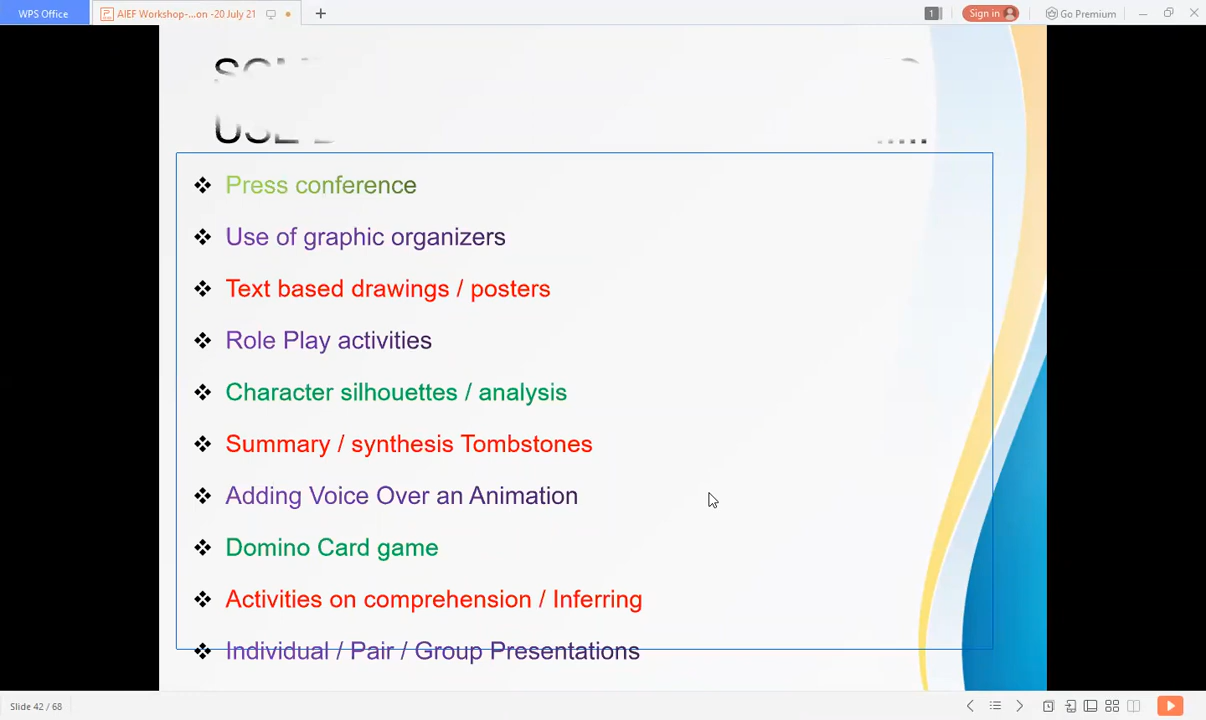 WPS Office
AIEF Workshop-...on -20 July 21
1
Sign in
Go Premium
Press conference
Use of graphic organizers
Text based drawings / posters
Role Play activities
Character silhouettes / analysis
Summary / synthesis Tombstones
Adding Voice Over an Animation
Domino Card game
Activities on comprehension / Inferring
Individual / Pair / Group Presentations
Slide 42 / 68